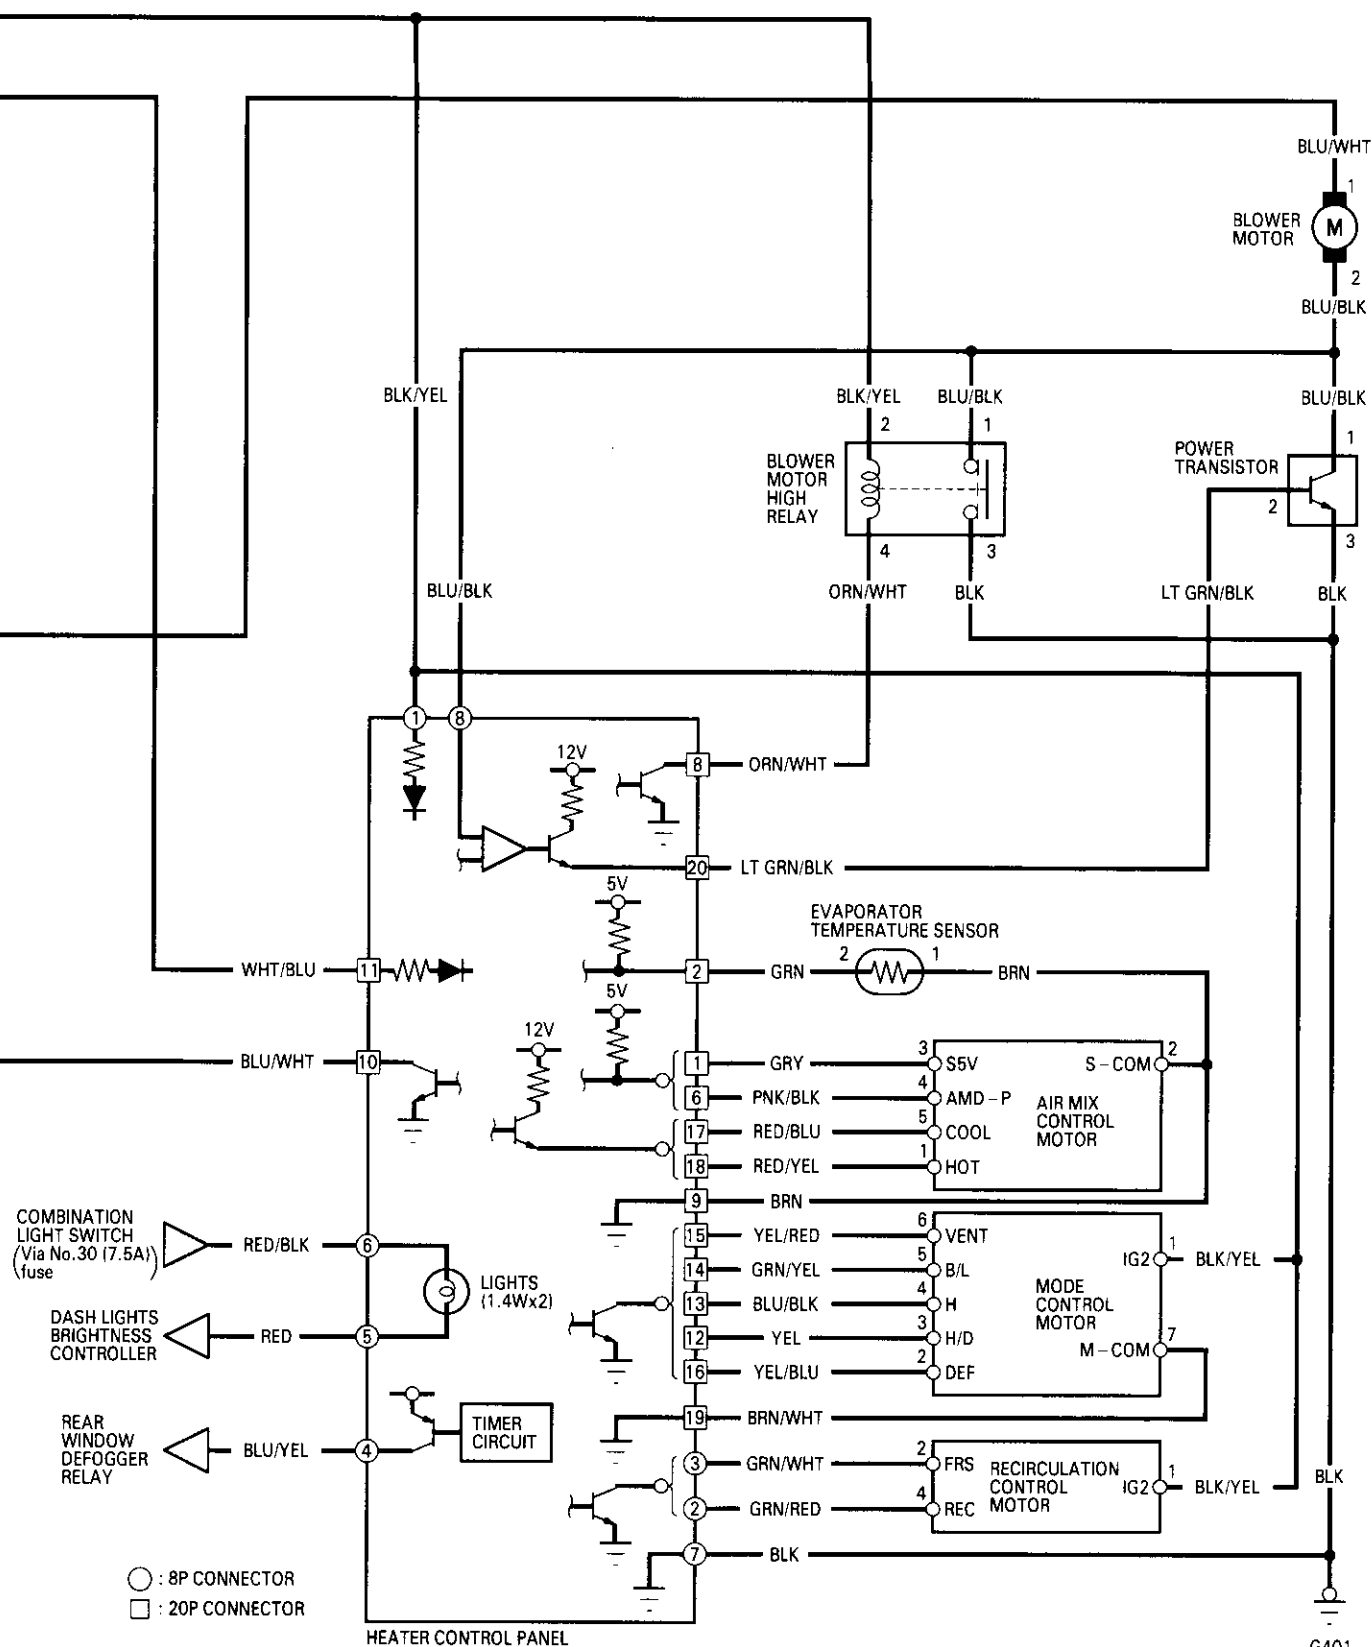 BLU/WHT
1
BLOWER
MOTOR
M
2
BLU/BLK
BLK/YEL
BLK/YEL
BLU/BLK
BLU/BLK
2
1
1
BLOWER
MOTOR
HIGH
RELAY
POWER
TRANSISTOR
2
3
4
3
BLU/BLK
ORN/WHT
BLK
LT GRN/BLK
BLK
1
8
12V
8
ORN/WHT
20
LT GRN/BLK
5V
EVAPORATOR
TEMPERATURE SENSOR
WHT/BLU
11
2
GRN
2
1
BRN
5V
12V
BLU/WHT
10
1
GRY
3
S5V
S-COM
2
6
PNK/BLK
4
AMD-P
AIR MIX
CONTROL
MOTOR
17
RED/BLU
5
COOL
18
RED/YEL
1
HOT
9
BRN
COMBINATION
LIGHT SWITCH
(Via No.30 (7.5A))
(fuse
RED/BLK
6
15
YEL/RED
6
VENT
14
GRN/YEL
5
B/L
IG2
1
BLK/YEL
LIGHTS
(1.4Wx2)
13
BLU/BLK
4
H
MODE
CONTROL
MOTOR
DASH LIGHTS
BRIGHTNESS
CONTROLLER
RED
5
12
YEL
3
H/D
M-COM
7
16
YEL/BLU
2
DEF
19
BRN/WHT
REAR
WINDOW
DEFOGGER
RELAY
BLU/YEL
4
TIMER
CIRCUIT
3
GRN/WHT
2
FRS
RECIRCULATION
CONTROL
MOTOR
IG2
1
BLK/YEL
BLK
2
GRN/RED
4
REC
7
BLK
: 8P CONNECTOR
: 20P CONNECTOR
HEATER CONTROL PANEL
G401